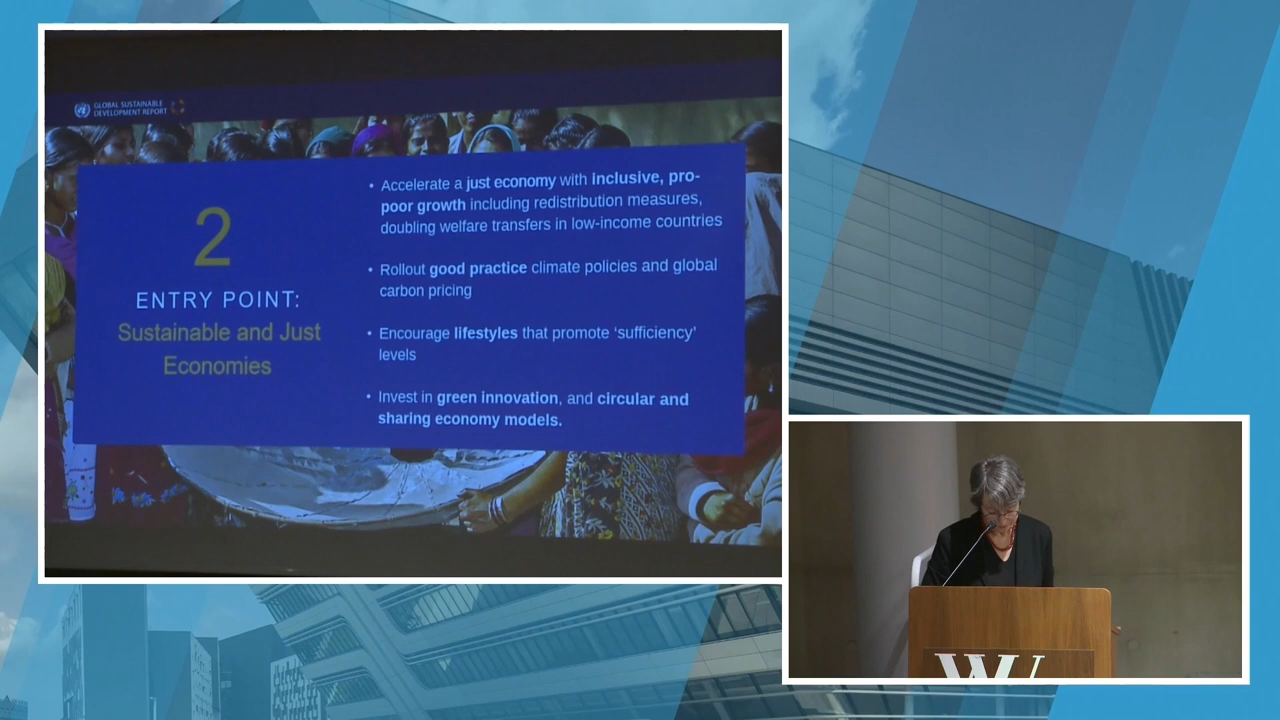 GLOBAL SUSTAINABLE
DEVELOPMENT REPORT
2
ENTRY POINT:
Sustainable and Just
Economies
• Accelerate a just economy with inclusive, pro-
poor growth including redistribution measures,
doubling welfare transfers in low-income countries
• Rollout good practice climate policies and global
carbon pricing
• Encourage lifestyles that promote ‘sufficiency’
levels
• Invest in green innovation, and circular and
sharing economy models.
WU